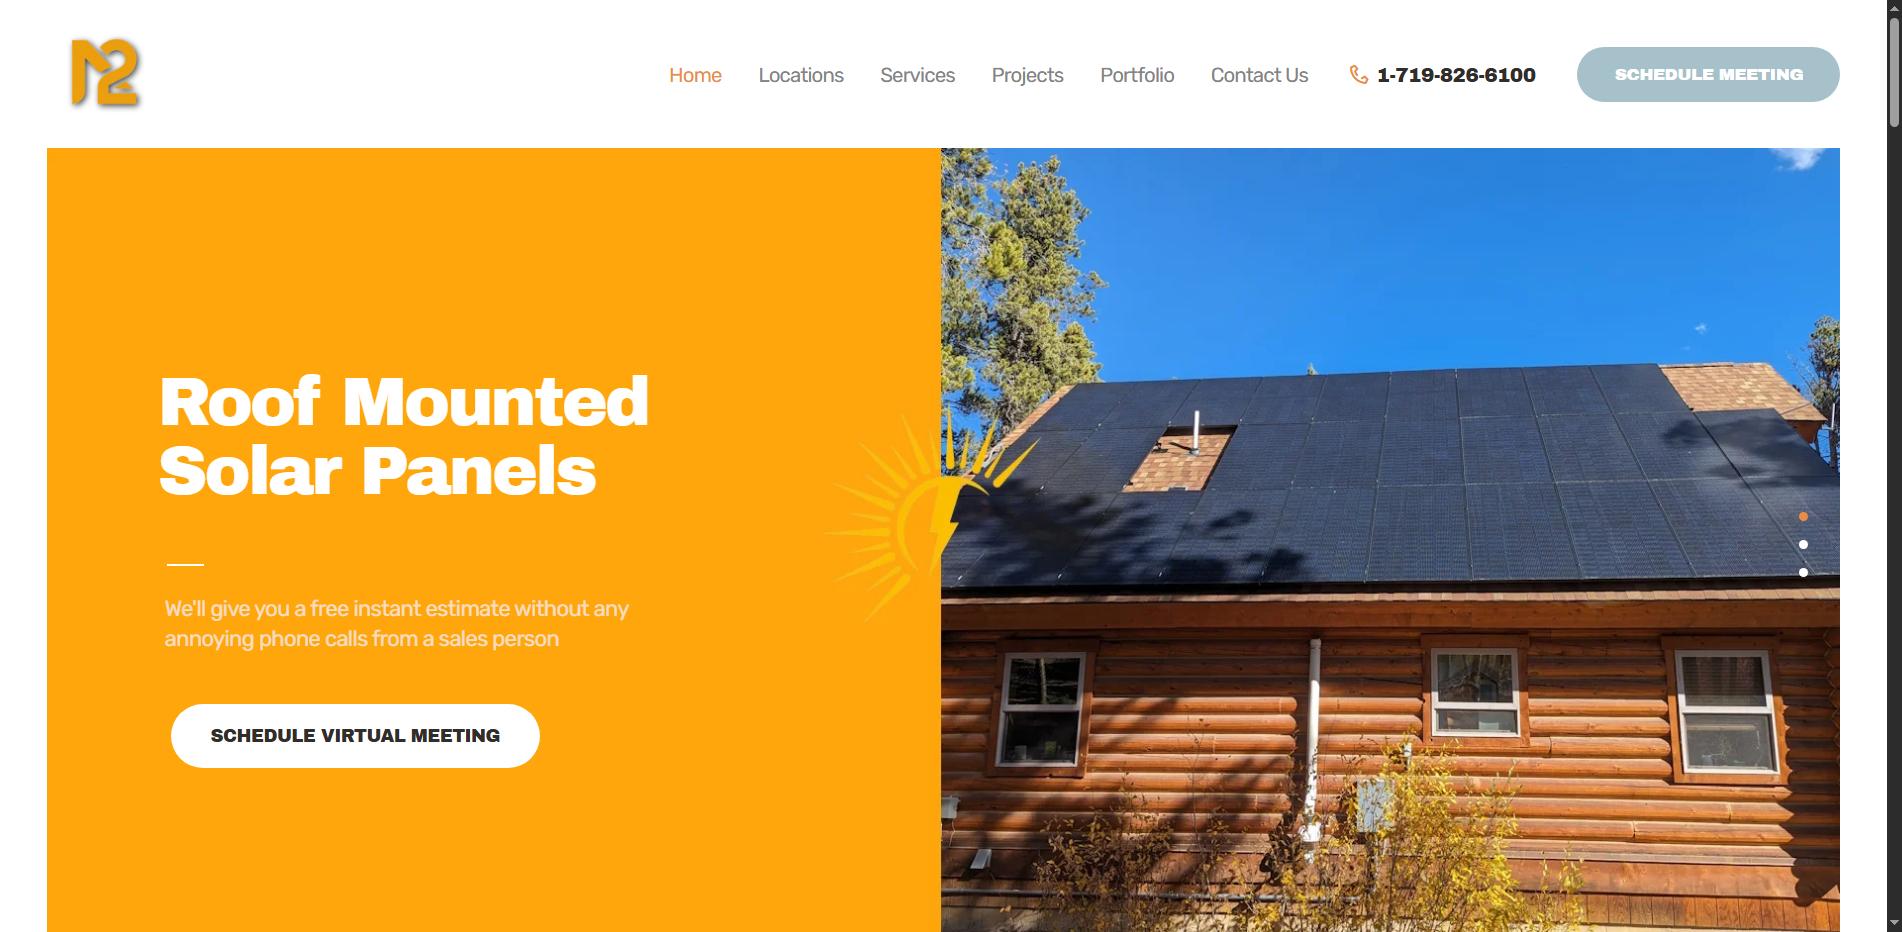 N2
Home
Locations
Services
Projects
Portfolio
Contact Us
1-719-826-6100
SCHEDULE MEETING
Roof Mounted
Solar Panels
We'll give you a free instant estimate without any
annoying phone calls from a sales person
SCHEDULE VIRTUAL MEETING